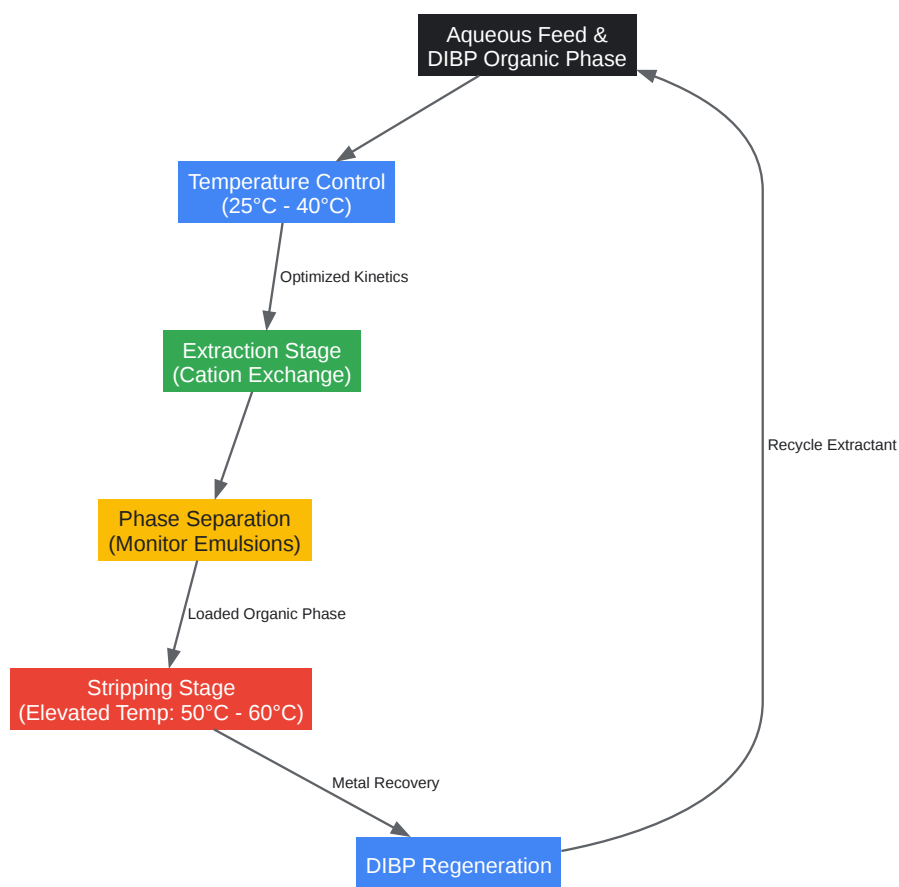 Aqueous Feed &
DIBP Organic Phase
Temperature Control
(25°C - 40°C)
Optimized Kinetics
Extraction Stage
(Cation Exchange)
Recycle Extractant
Phase Separation
(Monitor Emulsions)
Loaded Organic Phase
Stripping Stage
(Elevated Temp: 50°C - 60°C)
Metal Recovery
DIBP Regeneration